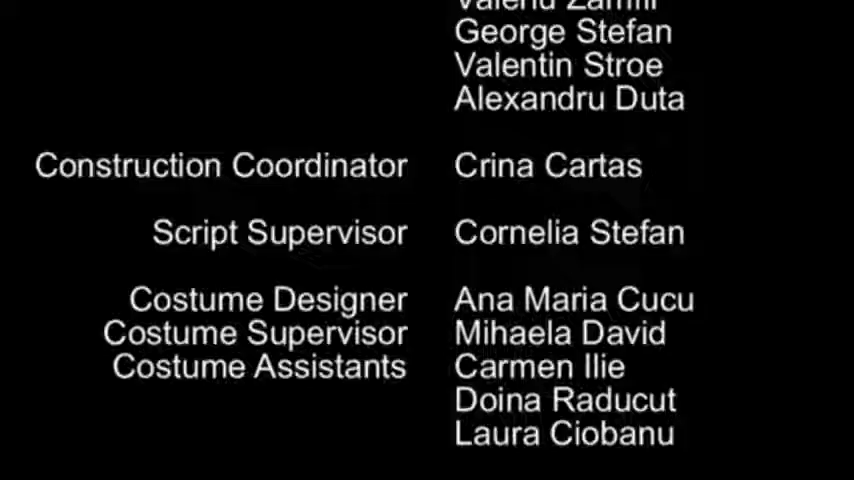 George Stefan
Valentin Stroe
Alexandru Duta
Construction Coordinator Crina Cartas
Script Supervisor Cornelia Stefan
Costume Designer Ana Maria Cucu
Costume Supervisor Mihaela David
Costume Assistants Carmen Ilie
Doina Raducut
Laura Ciobanu